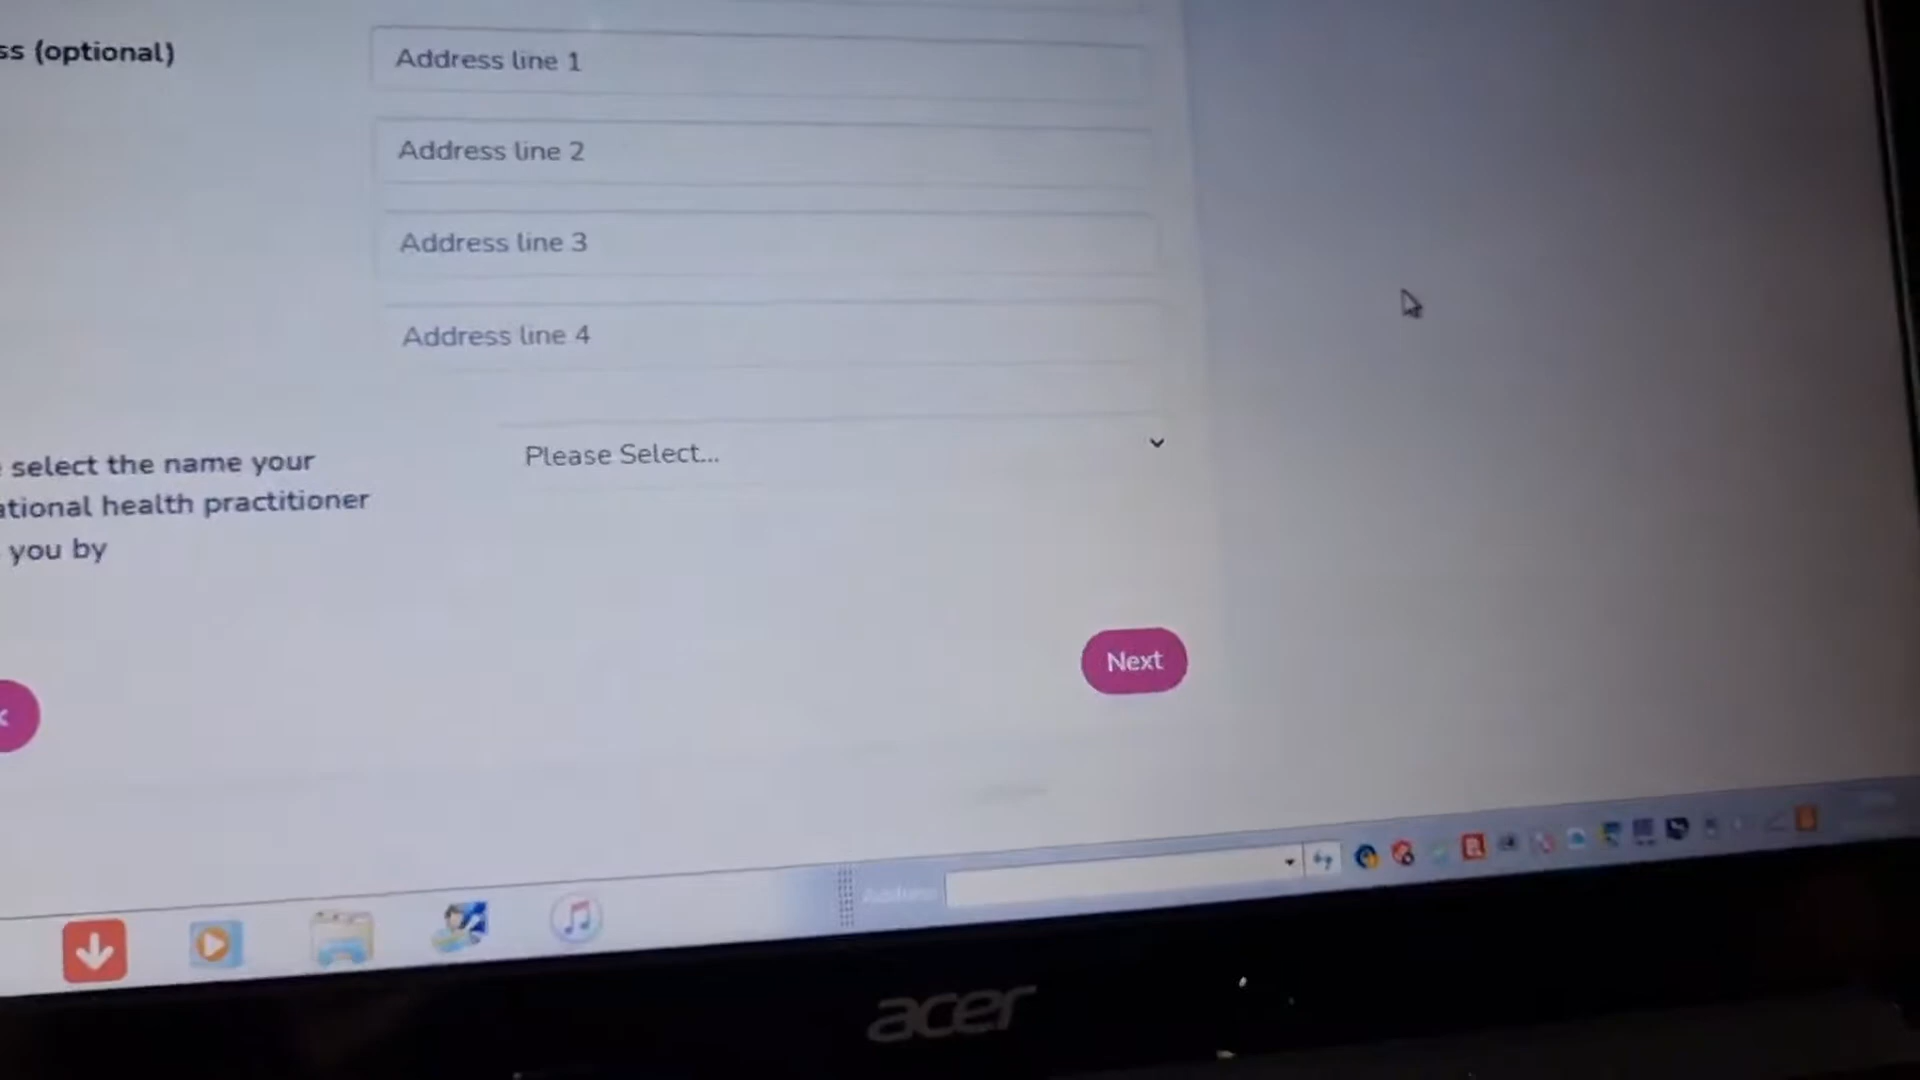 ss (optional)
Address line 1
Address line 2
Address line 3
Address line 4
select the name your
ational health practitioner
you by
Please Select...
Next
Address
acer